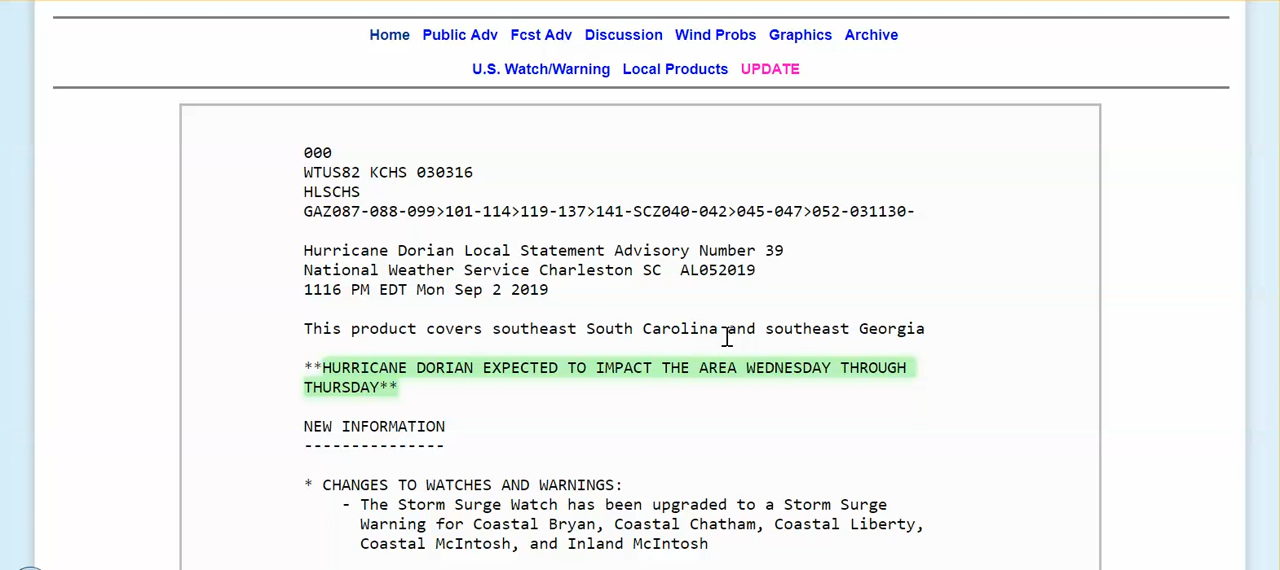 Home Public Adv Fcst Adv Discussion Wind Probs Graphics Archive
U.S. Watch/Warning Local Products UPDATE
000
WTUS82 KCHS 030316
HLSCHS
GAZ087-088-099>101-114>119-137>141-SCZ040-042>045-047>052-031130-
Hurricane Dorian Local Statement Advisory Number 39
National Weather Service Charleston SC  AL052019
1116 PM EDT Mon Sep 2 2019
This product covers southeast South Carolina and southeast Georgia
**HURRICANE DORIAN EXPECTED TO IMPACT THE AREA WEDNESDAY THROUGH
THURSDAY**
NEW INFORMATION
---------------
* CHANGES TO WATCHES AND WARNINGS:
- The Storm Surge Watch has been upgraded to a Storm Surge
Warning for Coastal Bryan, Coastal Chatham, Coastal Liberty,
Coastal McIntosh, and Inland McIntosh